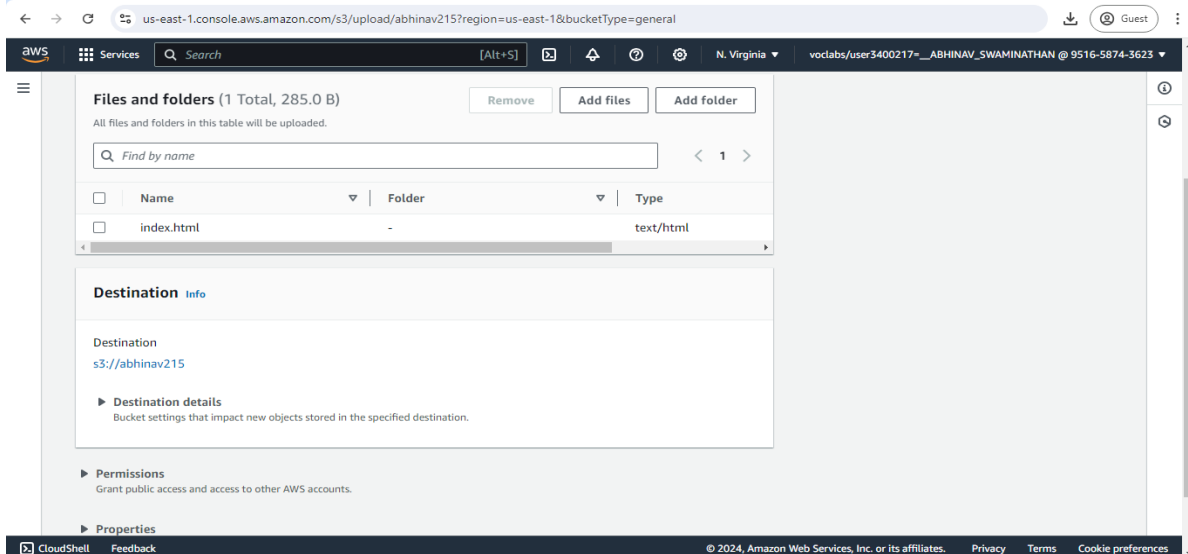 us-east-1.console.aws.amazon.com/s3/upload/abhinav215?region=us-east-1&bucketType=general Guest
aws Services Search [Alt+S] N. Virginia voclabs/user3400217=__ABHINAV_SWAMINATHAN @ 9516-5874-3623
Files and folders (1 Total, 285.0 B) Remove Add files Add folder
All files and folders in this table will be uploaded.
Find by name 1
Name Folder Type
index.html - text/html
Destination Info
Destination
s3://abhinav215
Destination details
Bucket settings that impact new objects stored in the specified destination.
Permissions
Grant public access and access to other AWS accounts.
Properties
CloudShell Feedback © 2024, Amazon Web Services, Inc. or its affiliates. Privacy Terms Cookie preferences